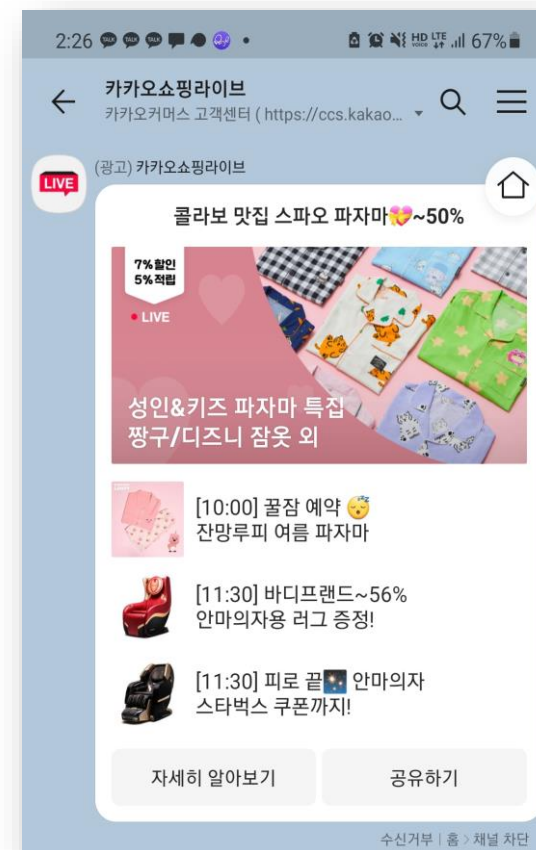 2:26 TALK TALK TALK HD VOICE LTE 67%
카카오쇼핑라이브
카카오커머스 고객센터 ( https://ccs.kakao...
LIVE
(광고) 카카오쇼핑라이브
콜라보 맛집 스파오 파자마💝~50%
7%할인
5%적립
LIVE
성인&키즈 파자마 특집
짱구/디즈니 잠옷 외
[10:00] 꿀잠 예약 😴
잔망루피 여름 파자마
[11:30] 바디프랜드~56%
안마의자용 러그 증정!
[11:30] 피로 끝🎇 안마의자
스타벅스 쿠폰까지!
자세히 알아보기
공유하기
수신거부 | 홈 > 채널 차단